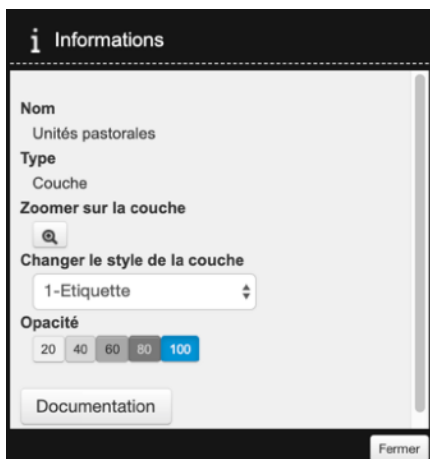 i Informations
Nom
Unités pastorales
Type
Couche
Zoomer sur la couche
Changer le style de la couche
1-Etiquette
Opacité
20 40 60 80 100
Documentation
Fermer